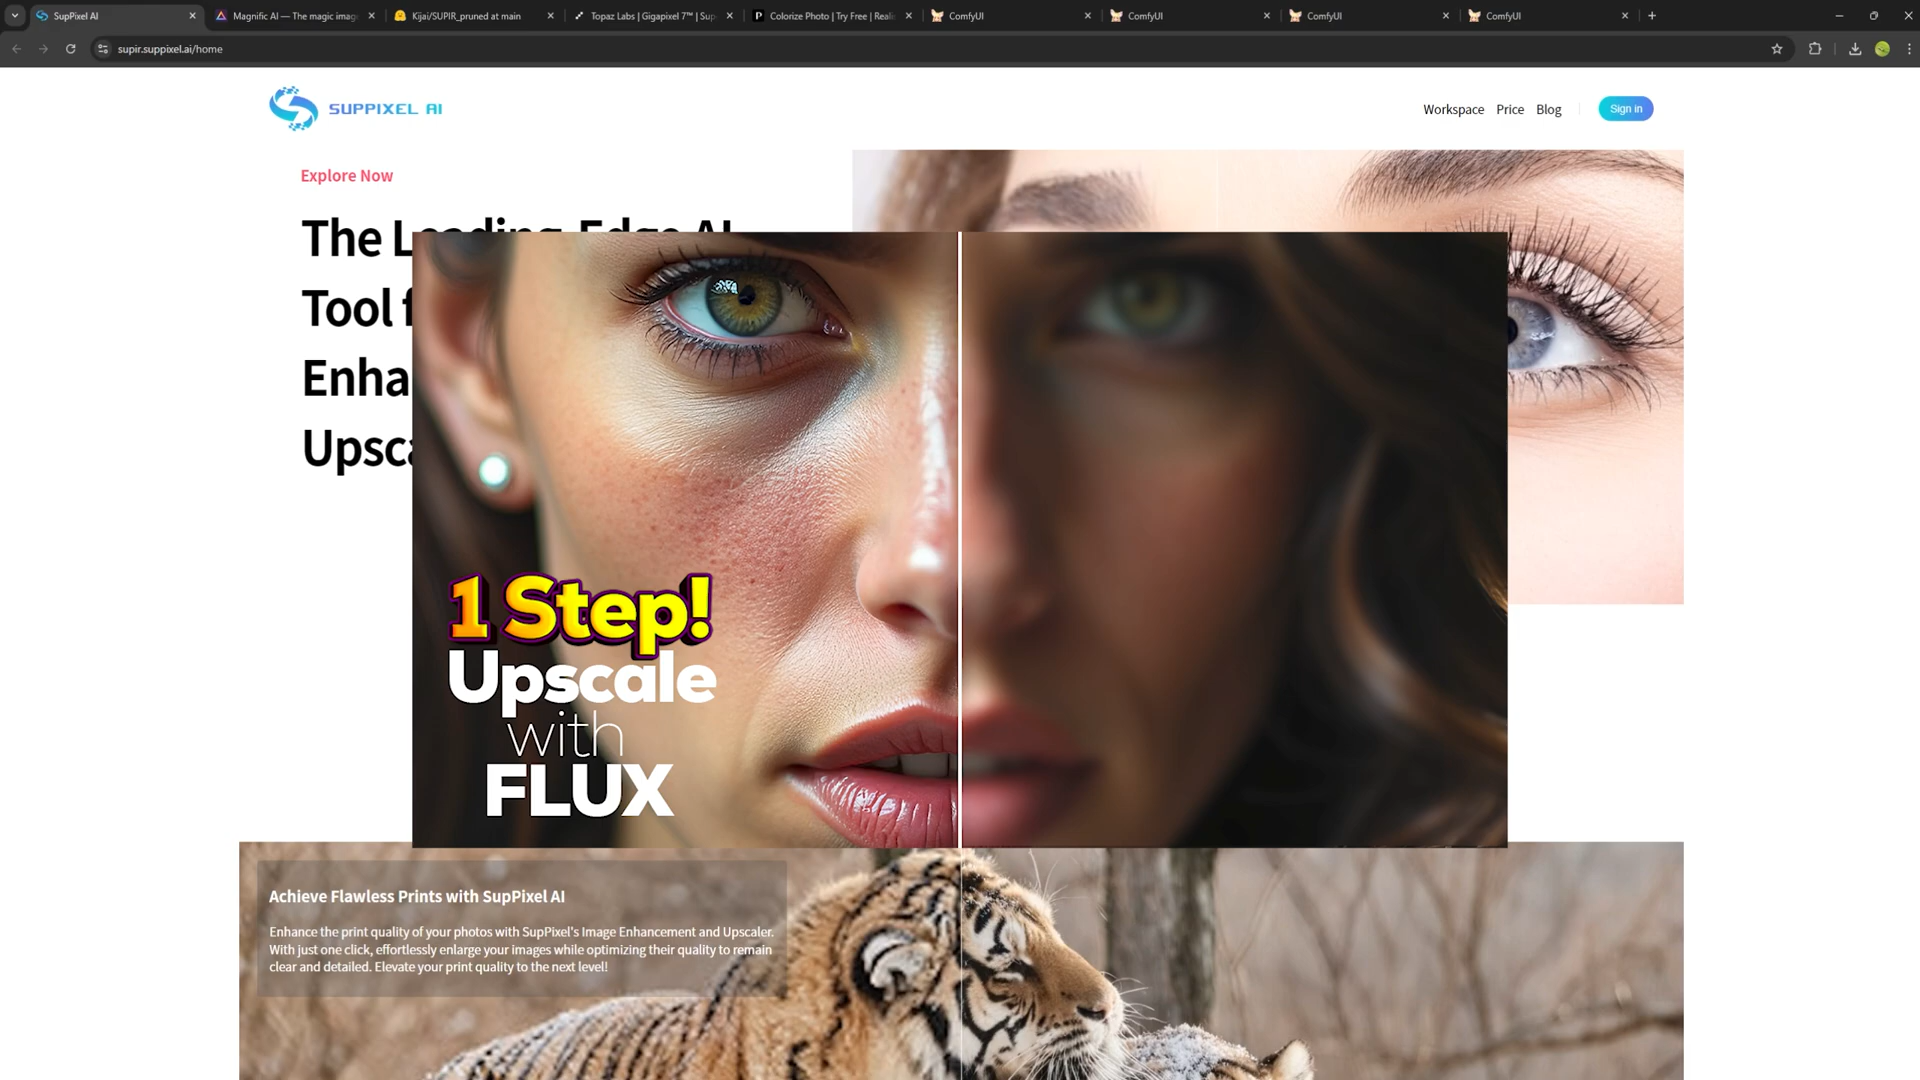 SupPixel AI
Magnific AI — The magic imag
Kijai/SUPIR_pruned at main
Topaz Labs | Gigapixel 7™ | Sup
Colorize Photo | Try Free | Reali
ComfyUI
ComfyUI
ComfyUI
ComfyUI
supir.suppixel.ai/home
SUPPIXEL AI
Workspace
Price
Blog
Sign in
Explore Now
The Leading-Edge AI
Tool f
Enha
Upsca
1 Step!
Upscale
with
FLUX
Achieve Flawless Prints with SupPixel AI
Enhance the print quality of your photos with SupPixel's Image Enhancement and Upscaler.
With just one click, effortlessly enlarge your images while optimizing their quality to remain
clear and detailed. Elevate your print quality to the next level!